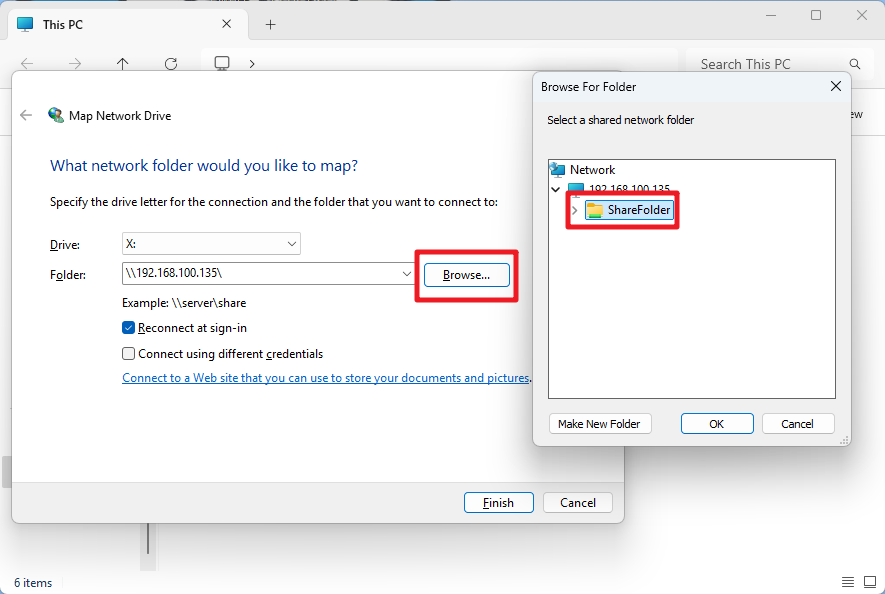 This PC
Search This PC
Map Network Drive
What network folder would you like to map?
Specify the drive letter for the connection and the folder that you want to connect to:
Drive:
X:
Folder:
\\192.168.100.135\
Browse...
Example: \\server\share
Reconnect at sign-in
Connect using different credentials
Connect to a Web site that you can use to store your documents and pictures.
Finish
Cancel
Browse For Folder
Select a shared network folder
Network
192.168.100.135
ShareFolder
Make New Folder
OK
Cancel
6 items